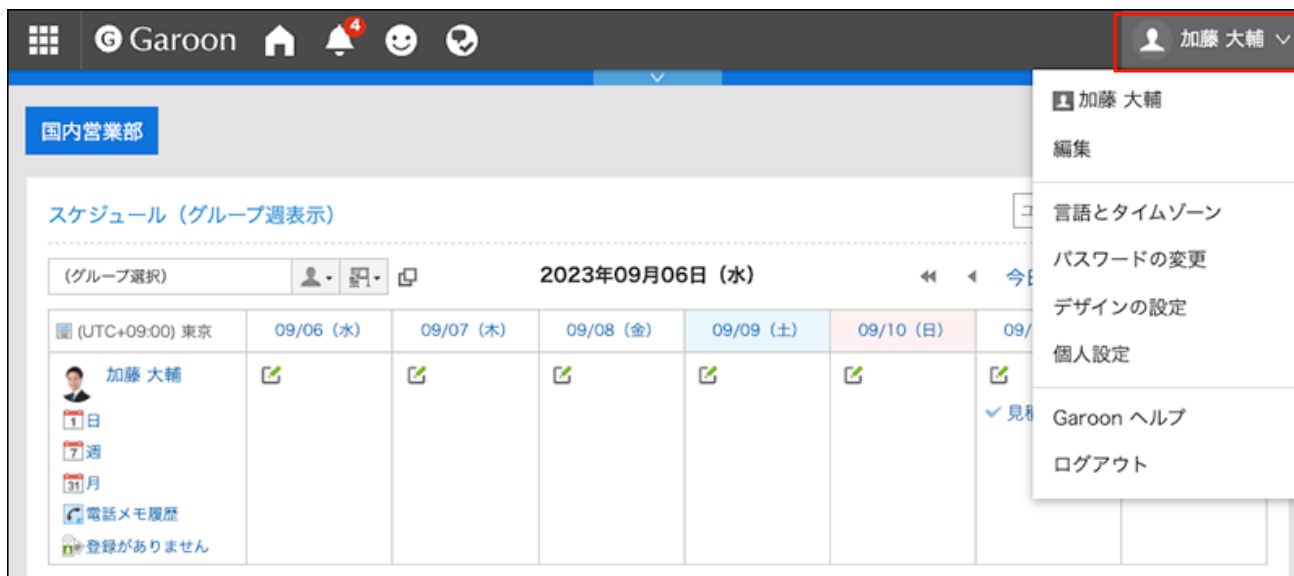 G Garoon 4 加藤 大輔
国内営業部
加藤 大輔
編集
言語とタイムゾーン
パスワードの変更
デザインの設定
個人設定
Garoon ヘルプ
ログアウト
スケジュール（グループ週表示）
(グループ選択) 2023年09月06日（水）
(UTC+09:00) 東京 09/06（水） 09/07（木） 09/08（金） 09/09（土） 09/10（日） 09/
加藤 大輔
1 日
7 週
31 月
電話メモ履歴
登録がありません